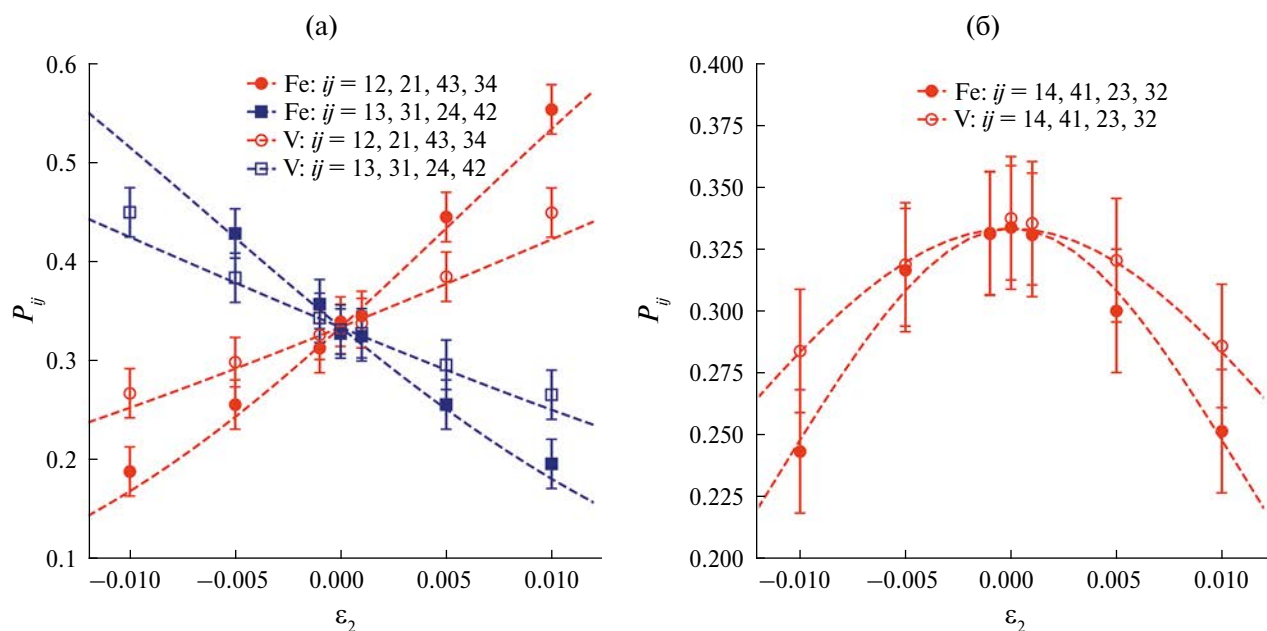 (а)
0.6
0.5
0.4
0.3
0.2
0.1
P_ij
Fe: ij = 12, 21, 43, 34
Fe: ij = 13, 31, 24, 42
V: ij = 12, 21, 43, 34
V: ij = 13, 31, 24, 42
−0.010 −0.005 0.000 0.005 0.010
ε_2
(б)
0.400
0.375
0.350
0.325
0.300
0.275
0.250
0.225
0.200
P_ij
Fe: ij = 14, 41, 23, 32
V: ij = 14, 41, 23, 32
−0.010 −0.005 0.000 0.005 0.010
ε_2